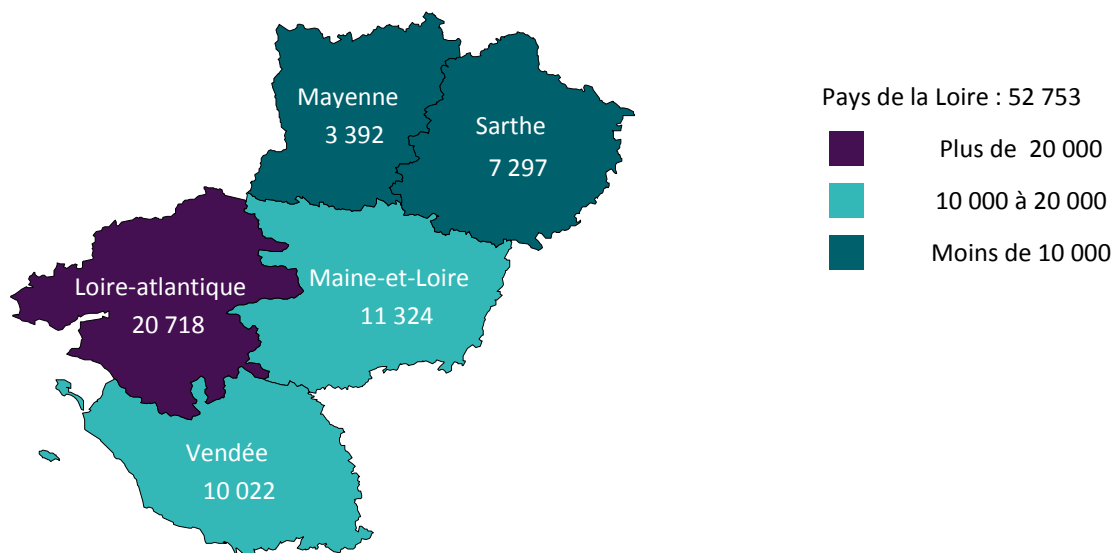 Mayenne
3 392
Sarthe
7 297
Loire-atlantique
20 718
Maine-et-Loire
11 324
Vendée
10 022
Pays de la Loire : 52 753
Plus de 20 000
10 000 à 20 000
Moins de 10 000